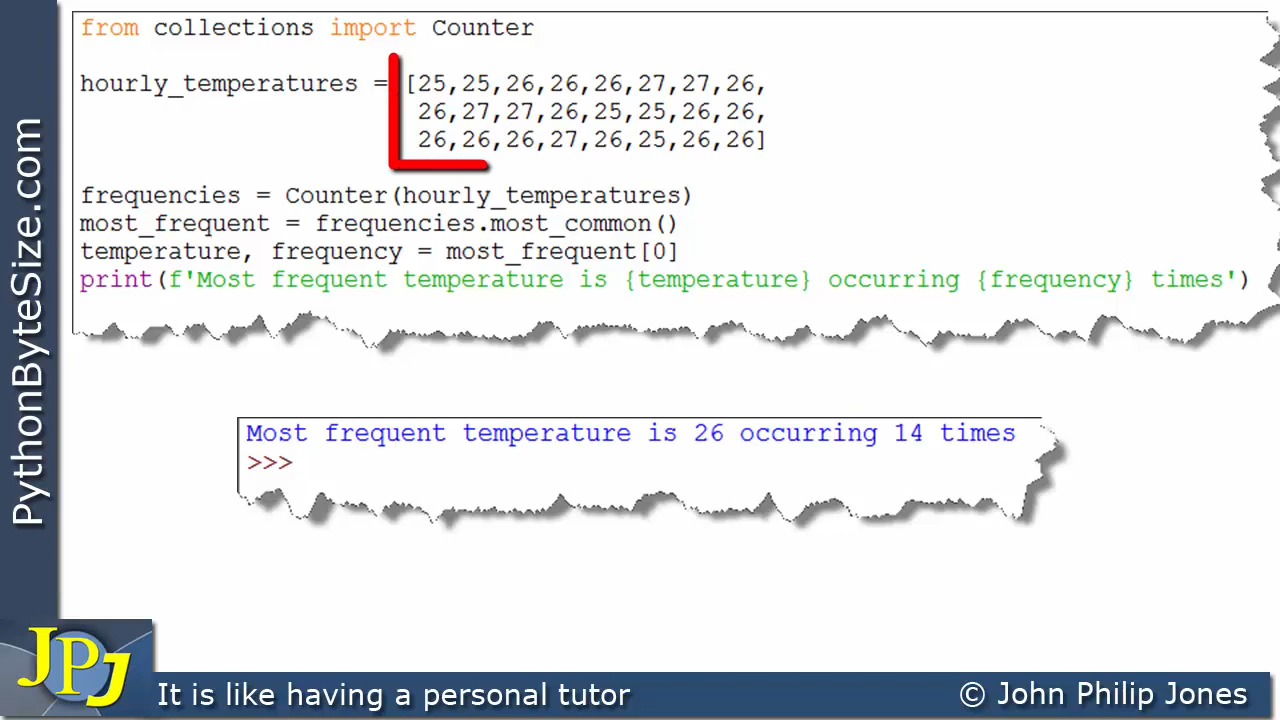 from collections import Counter
hourly_temperatures = [25,25,26,26,26,27,27,26,
26,27,27,26,25,25,26,26,
26,26,26,27,26,25,26,26]
frequencies = Counter(hourly_temperatures)
most_frequent = frequencies.most_common()
temperature, frequency = most_frequent[0]
print(f'Most frequent temperature is {temperature} occurring {frequency} times')
Most frequent temperature is 26 occurring 14 times
>>>
PythonByteSize.com
JPJ
It is like having a personal tutor
© John Philip Jones